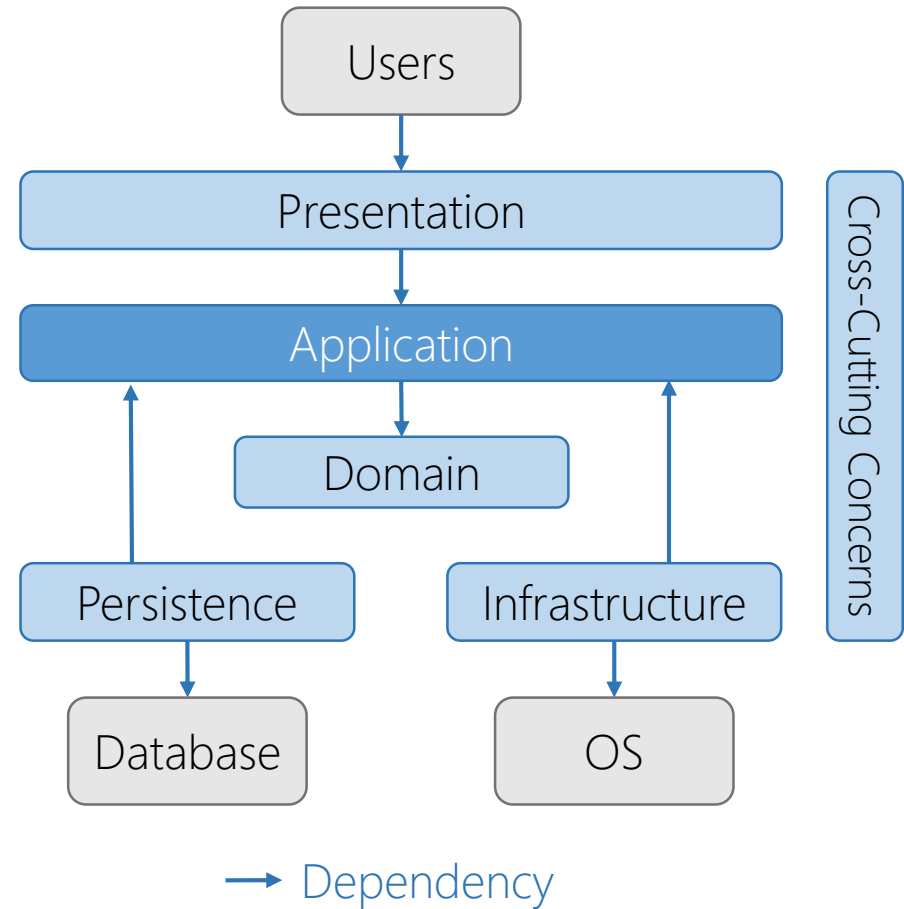 Users
Presentation
Application
Domain
Persistence
Infrastructure
Database
OS
Cross-Cutting Concerns
Dependency